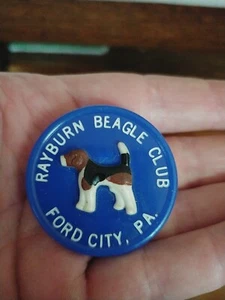 RAYBURN BEAGLE CLUB
FORD CITY, PA.